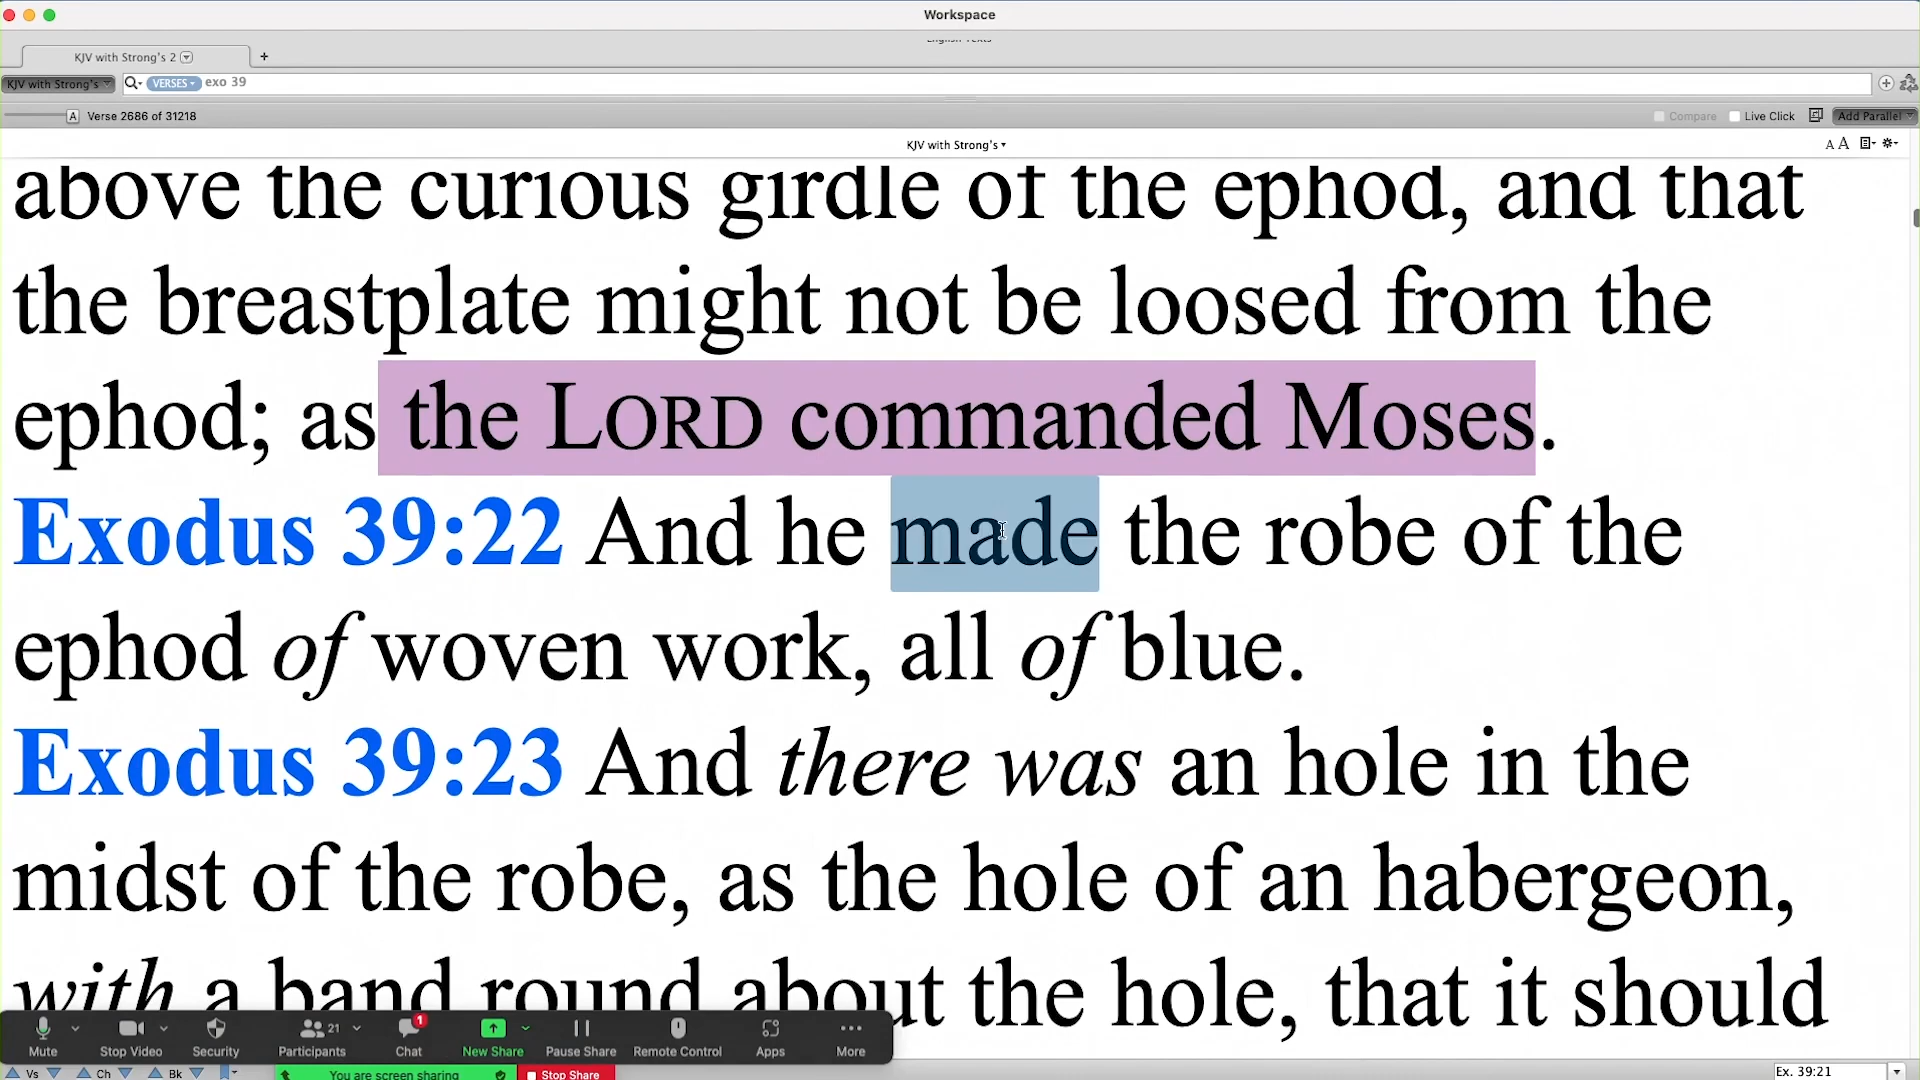 Workspace
English Texts
KJV with Strong's 2
+
KJV with Strong's
VERSES exo 39
A Verse 2686 of 31218
Compare Live Click Add Parallel
KJV with Strong's
A A
above the curious girdle of the ephod, and that
the breastplate might not be loosed from the
ephod; as the LORD commanded Moses.
Exodus 39:22 And he made the robe of the
ephod of woven work, all of blue.
Exodus 39:23 And there was an hole in the
midst of the robe, as the hole of an habergeon,
with a band round about the hole, that it should
21 1
Mute Stop Video Security Participants Chat New Share Pause Share Remote Control Apps More
Vs Ch Bk You are screen sharing Stop Share Ex. 39:21